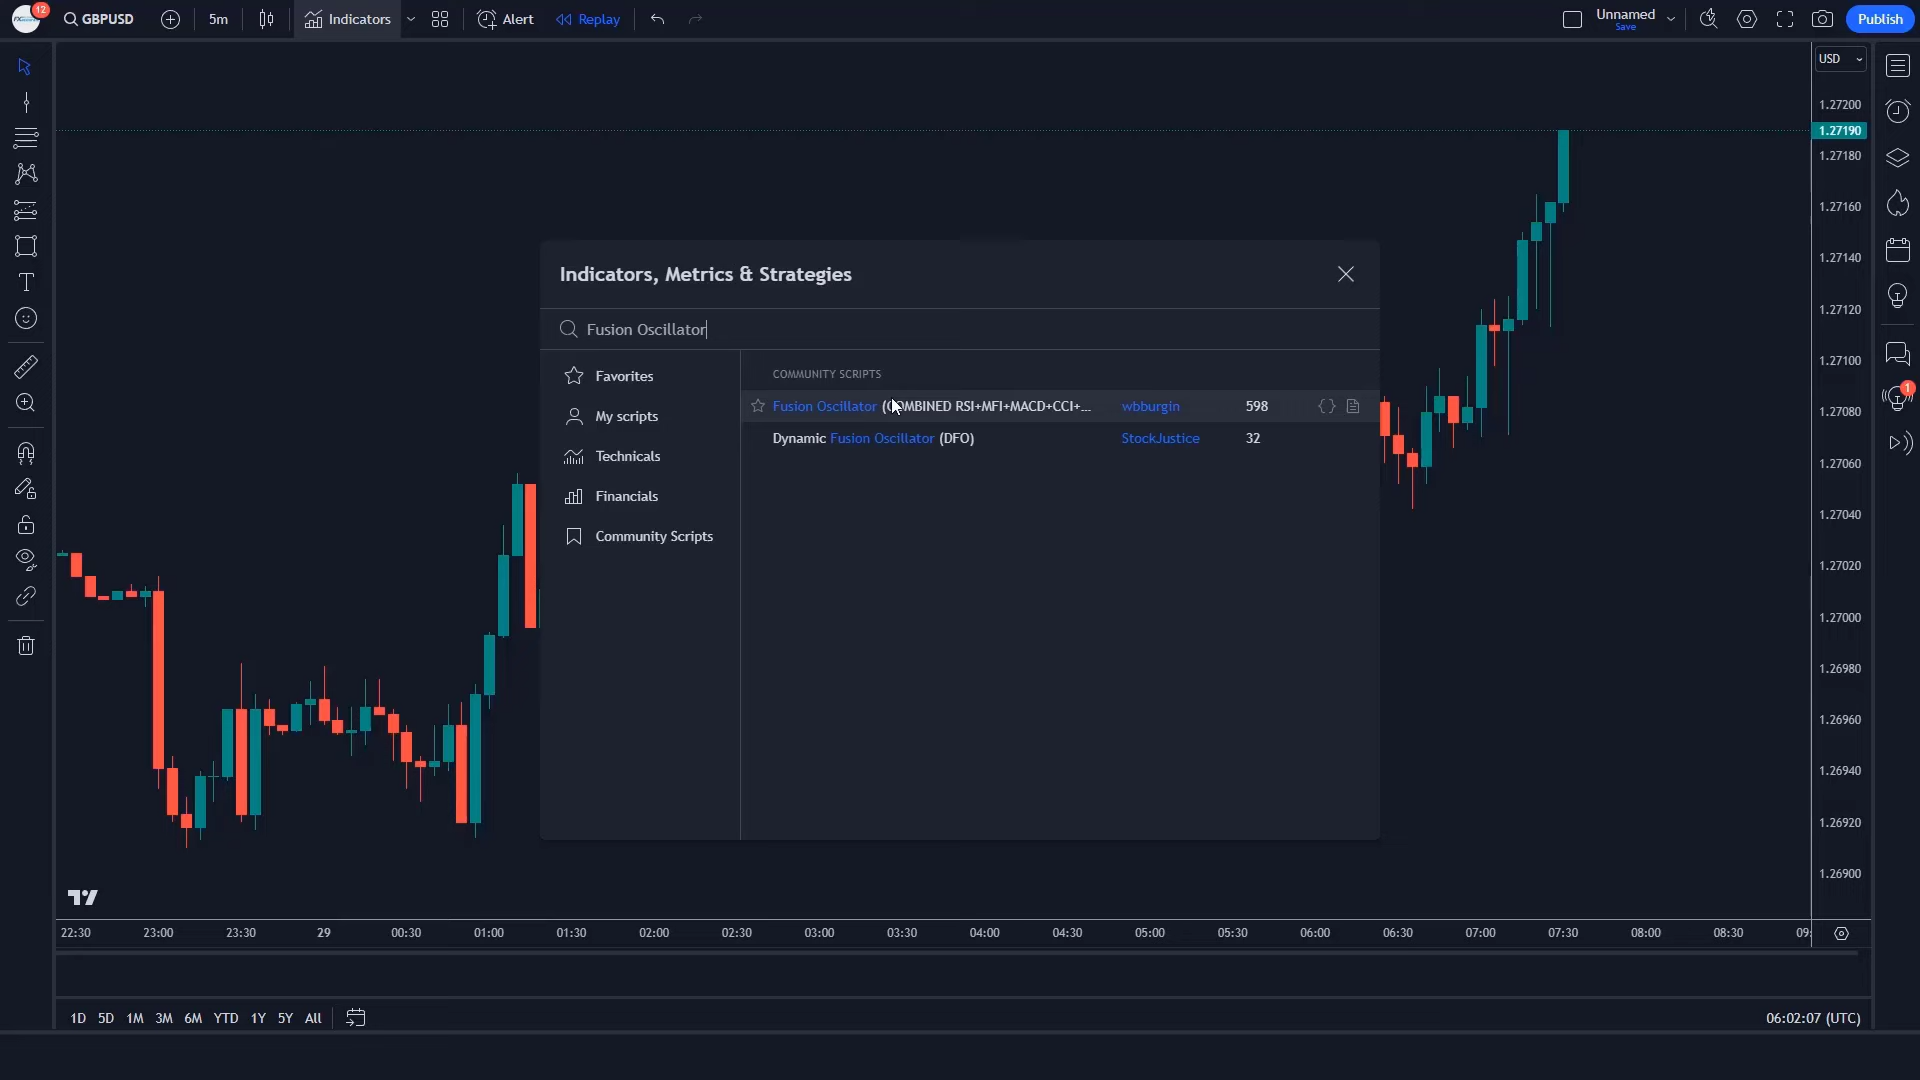 12
GBPUSD
5m
Indicators
Alert
Replay
Unnamed
Save
Publish
USD
1.27200
1.27190
1.27180
1.27160
1.27140
1.27120
1.27100
1.27080
1.27060
1.27040
1.27020
1.27000
1.26980
1.26960
1.26940
1.26920
1.26900
1
Indicators, Metrics & Strategies
Fusion Oscillator
Favorites
My scripts
Technicals
Financials
Community Scripts
COMMUNITY SCRIPTS
Fusion Oscillator (COMBINED RSI+MFI+MACD+CCI+... wbburgin 598
Dynamic Fusion Oscillator (DFO) StockJustice 32
22:30 23:00 23:30 29 00:30 01:00 01:30 02:00 02:30 03:00 03:30 04:00 04:30 05:00 05:30 06:00 06:30 07:00 07:30 08:00 08:30 09:
1D 5D 1M 3M 6M YTD 1Y 5Y All
06:02:07 (UTC)